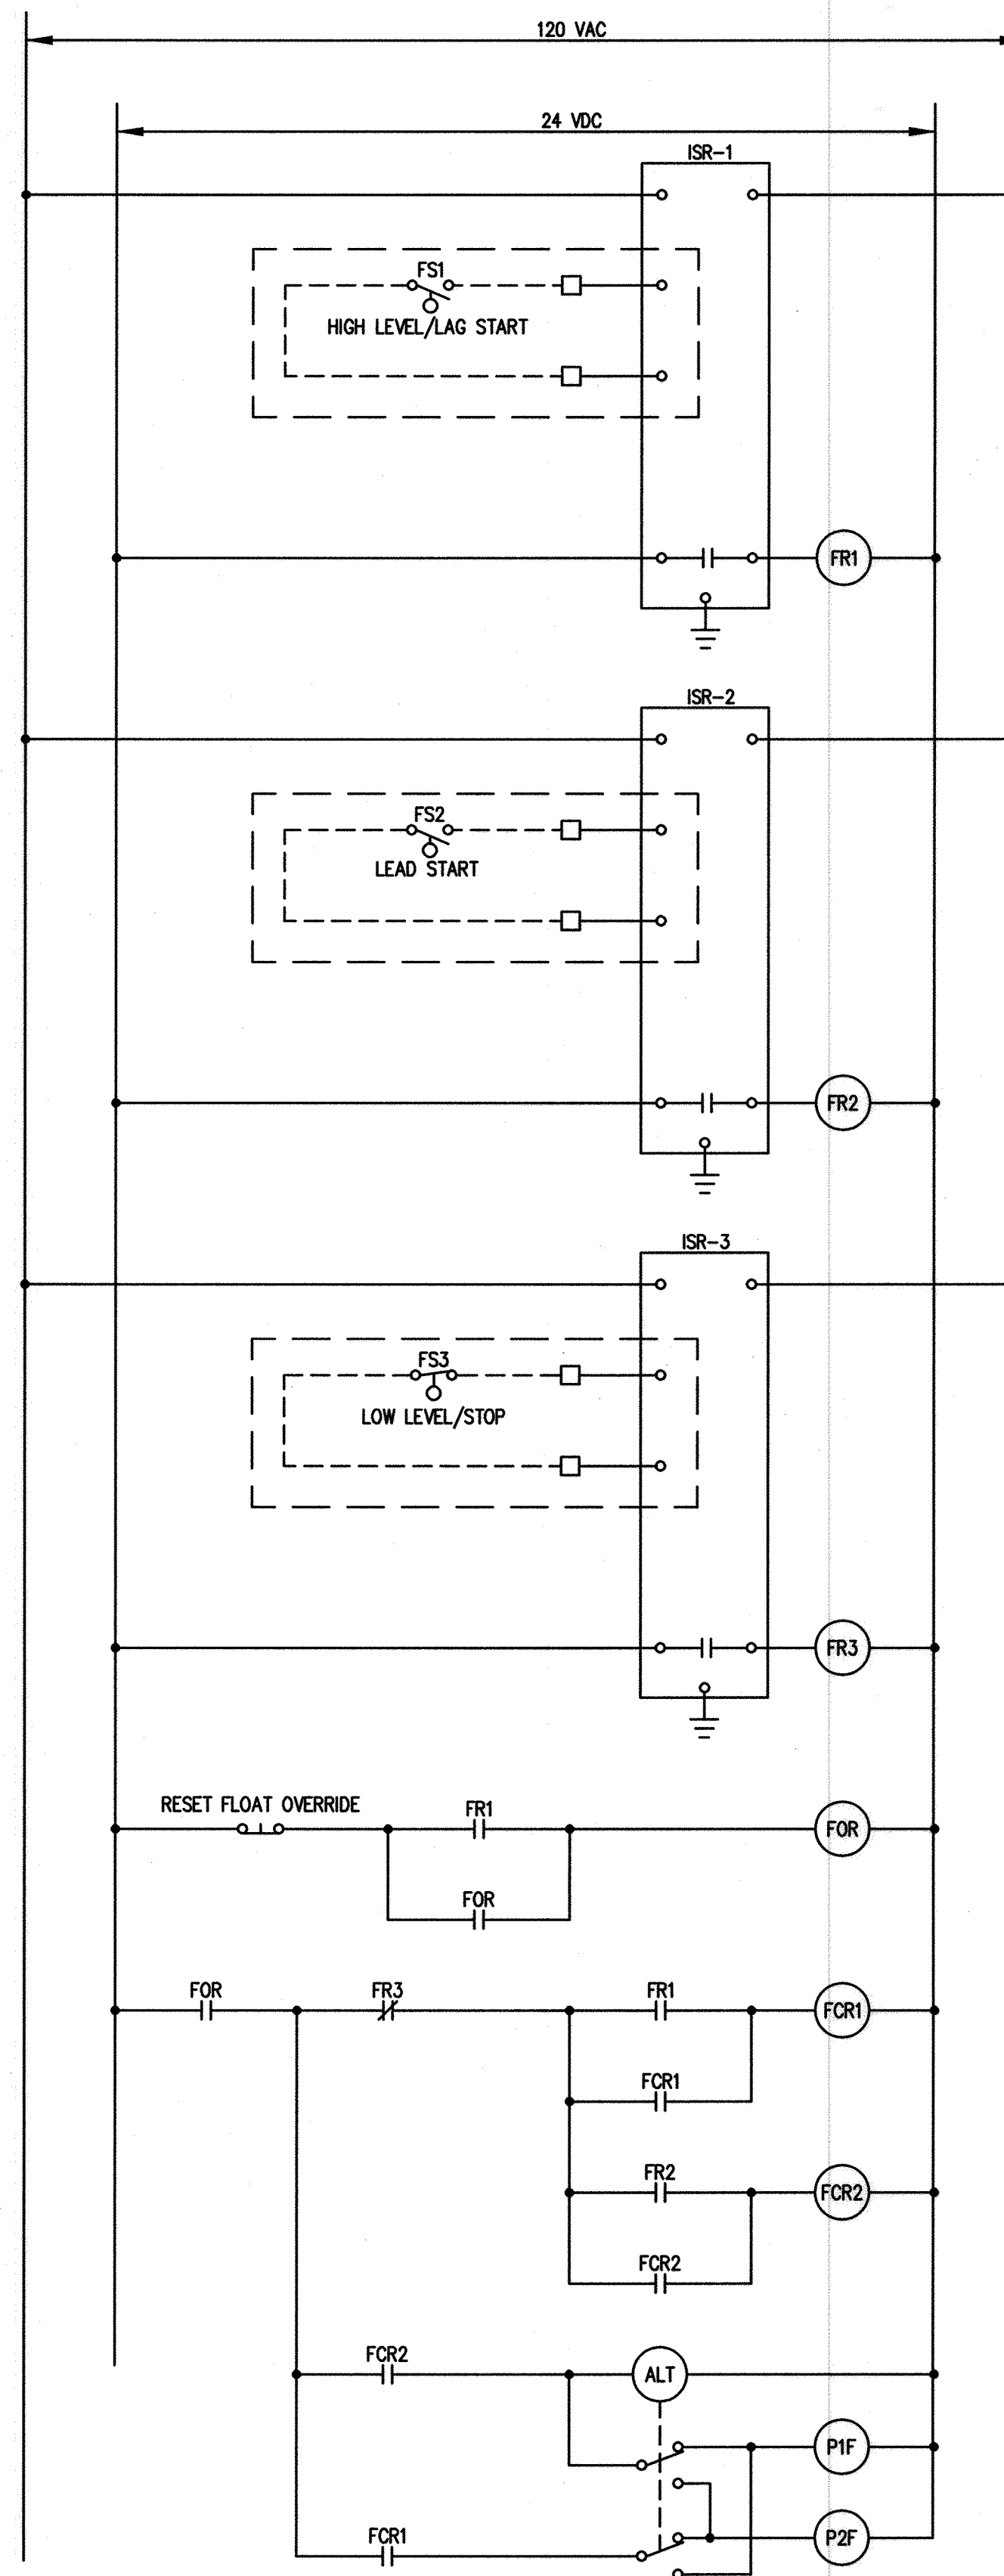 120 VAC
24 VDC
ISR-1
FS1
HIGH LEVEL/LAG START
FR1
ISR-2
FS2
LEAD START
FR2
ISR-3
FS3
LOW LEVEL/STOP
FR3
RESET FLOAT OVERRIDE
FR1
FOR
FOR
FOR
FR3
FR1
FCR1
FCR1
FR2
FCR2
FCR2
FCR2
ALT
P1F
FCR1
P2F